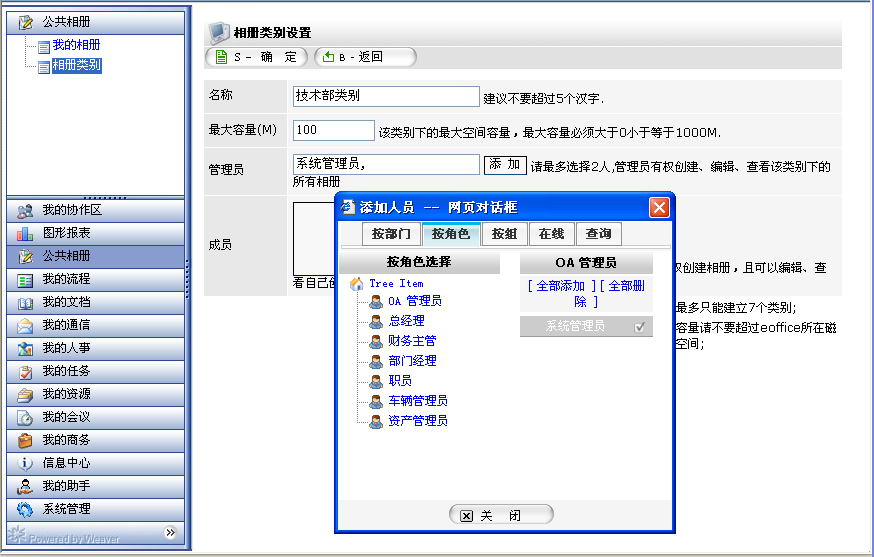 公共相册
我的相册
相册类别
我的协作区
图形报表
公共相册
我的流程
我的文档
我的通信
我的人事
我的任务
我的资源
我的会议
我的商务
信息中心
我的助手
系统管理
Powered by Weaver
相册类别设置
S - 确 定
B - 返回
名称
技术部类别
建议不要超过5个汉字.
最大容量(M)
100
该类别下的最大空间容量，最大容量必须大于0小于等于1000M.
管理员
系统管理员,
添 加
请最多选择2人,管理员有权创建、编辑、查看该类别下的
所有相册
成员
权创建相册，且可以编辑、查
看自己创
最多只能建立7个类别;
容量请不要超过eoffice所在磁
空间;
添加人员 -- 网页对话框
按部门
按角色
按组
在线
查询
按角色选择
Tree Item
OA 管理员
总经理
财务主管
部门经理
职员
车辆管理员
资产管理员
OA 管理员
[ 全部添加 ][ 全部删
除 ]
系统管理员
关 闭